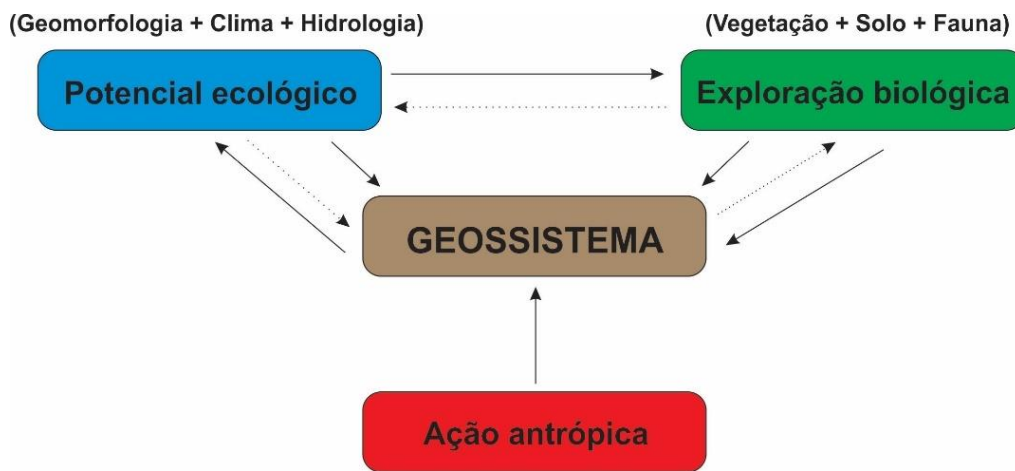 (Geomorfologia + Clima + Hidrologia)
(Vegetação + Solo + Fauna)
Potencial ecológico
Exploração biológica
GEOSSISTEMA
Ação antrópica